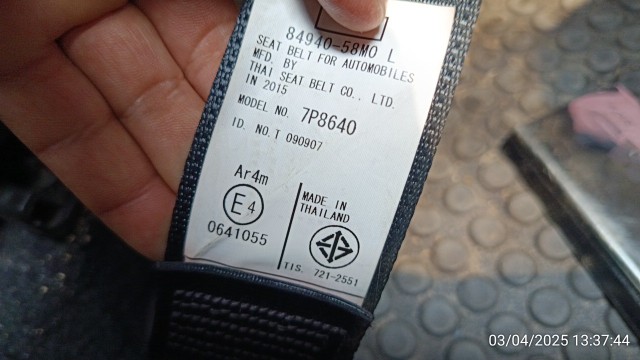 84940-58M0 L
SEAT BELT FOR AUTOMOBILES
MFD. BY
THAI SEAT BELT CO., LTD.
IN 2015
MODEL NO. 7P8640
ID. NO.T 090907
Ar4m
E4
0641055
MADE IN
THAILAND
TIS. 721-2551
03/04/2025 13:37:44